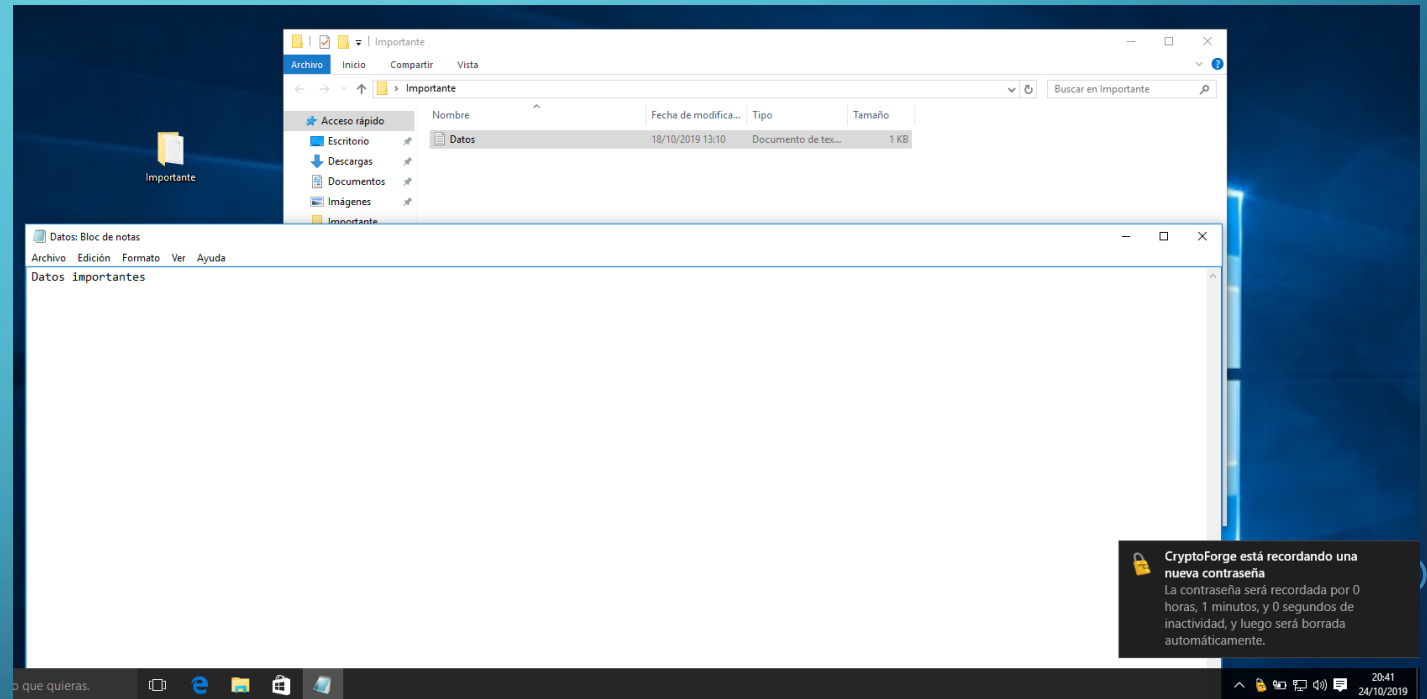 Importante
Archivo Inicio Compartir Vista
Importante
Buscar en Importante
Nombre Fecha de modifica... Tipo Tamaño
Acceso rápido
Datos 18/10/2019 13:10 Documento de tex... 1 KB
Escritorio
Descargas
Importante
Documentos
Imágenes
Importante
Datos: Bloc de notas
Archivo Edición Formato Ver Ayuda
Datos importantes
CryptoForge está recordando una
nueva contraseña
La contraseña será recordada por 0
horas, 1 minutos, y 0 segundos de
inactividad, y luego será borrada
automáticamente.
o que quieras.
20:41
24/10/2019